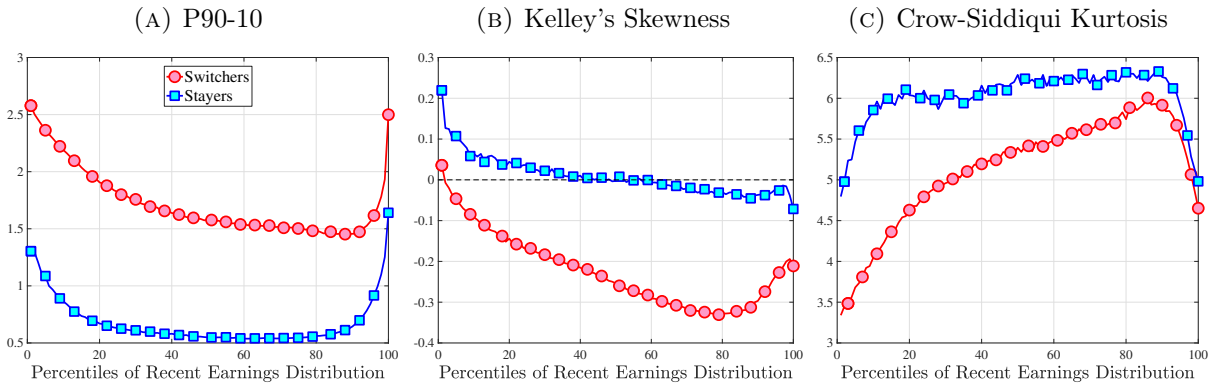 (A) P90-10
(B) Kelley's Skewness
(C) Crow-Siddiqui Kurtosis
3
2.5
2
1.5
1
0.5
0 20 40 60 80 100
Percentiles of Recent Earnings Distribution
Switchers
Stayers
0.3
0.2
0.1
0
-0.1
-0.2
-0.3
-0.4
0 20 40 60 80 100
Percentiles of Recent Earnings Distribution
6.5
6
5.5
5
4.5
4
3.5
3
0 20 40 60 80 100
Percentiles of Recent Earnings Distribution